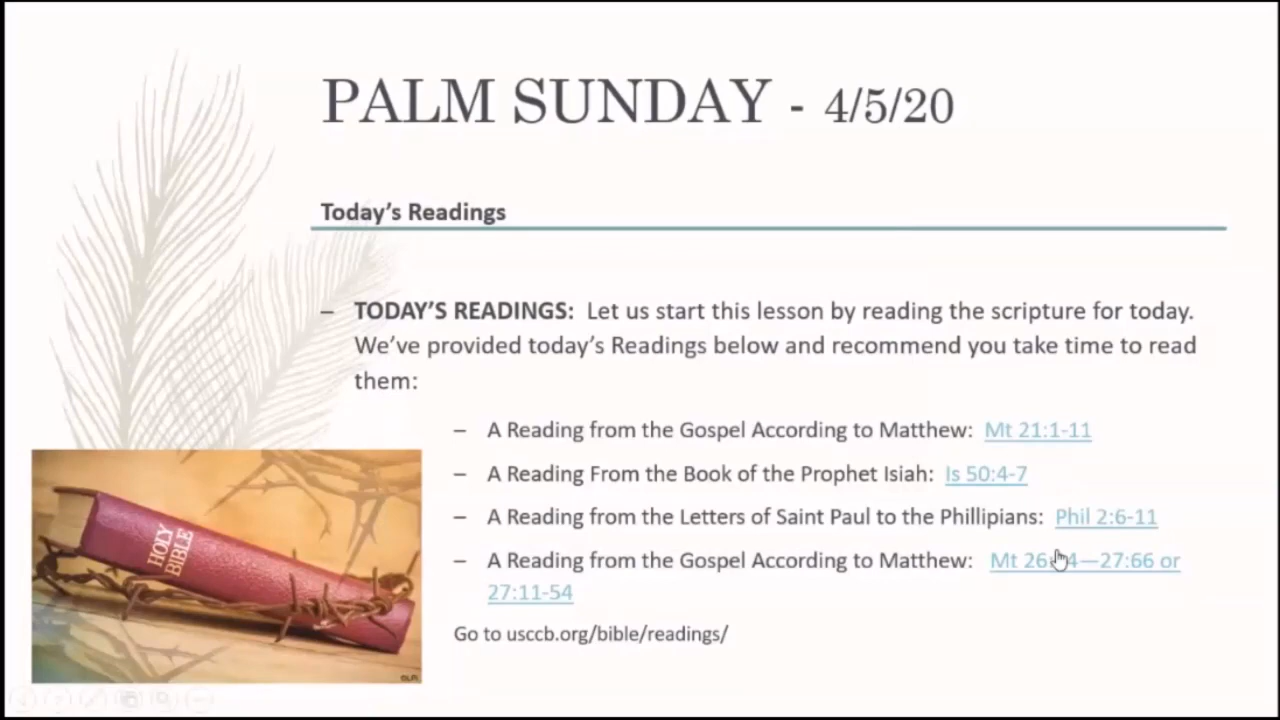 PALM SUNDAY - 4/5/20
Today's Readings
– TODAY'S READINGS: Let us start this lesson by reading the scripture for today.
We've provided today's Readings below and recommend you take time to read
them:
– A Reading from the Gospel According to Matthew: Mt 21:1-11
– A Reading From the Book of the Prophet Isiah: Is 50:4-7
– A Reading from the Letters of Saint Paul to the Phillipians: Phil 2:6-11
– A Reading from the Gospel According to Matthew: Mt 4—27:66 or
27:11-54
Go to usccb.org/bible/readings/
HOLY
BIBLE